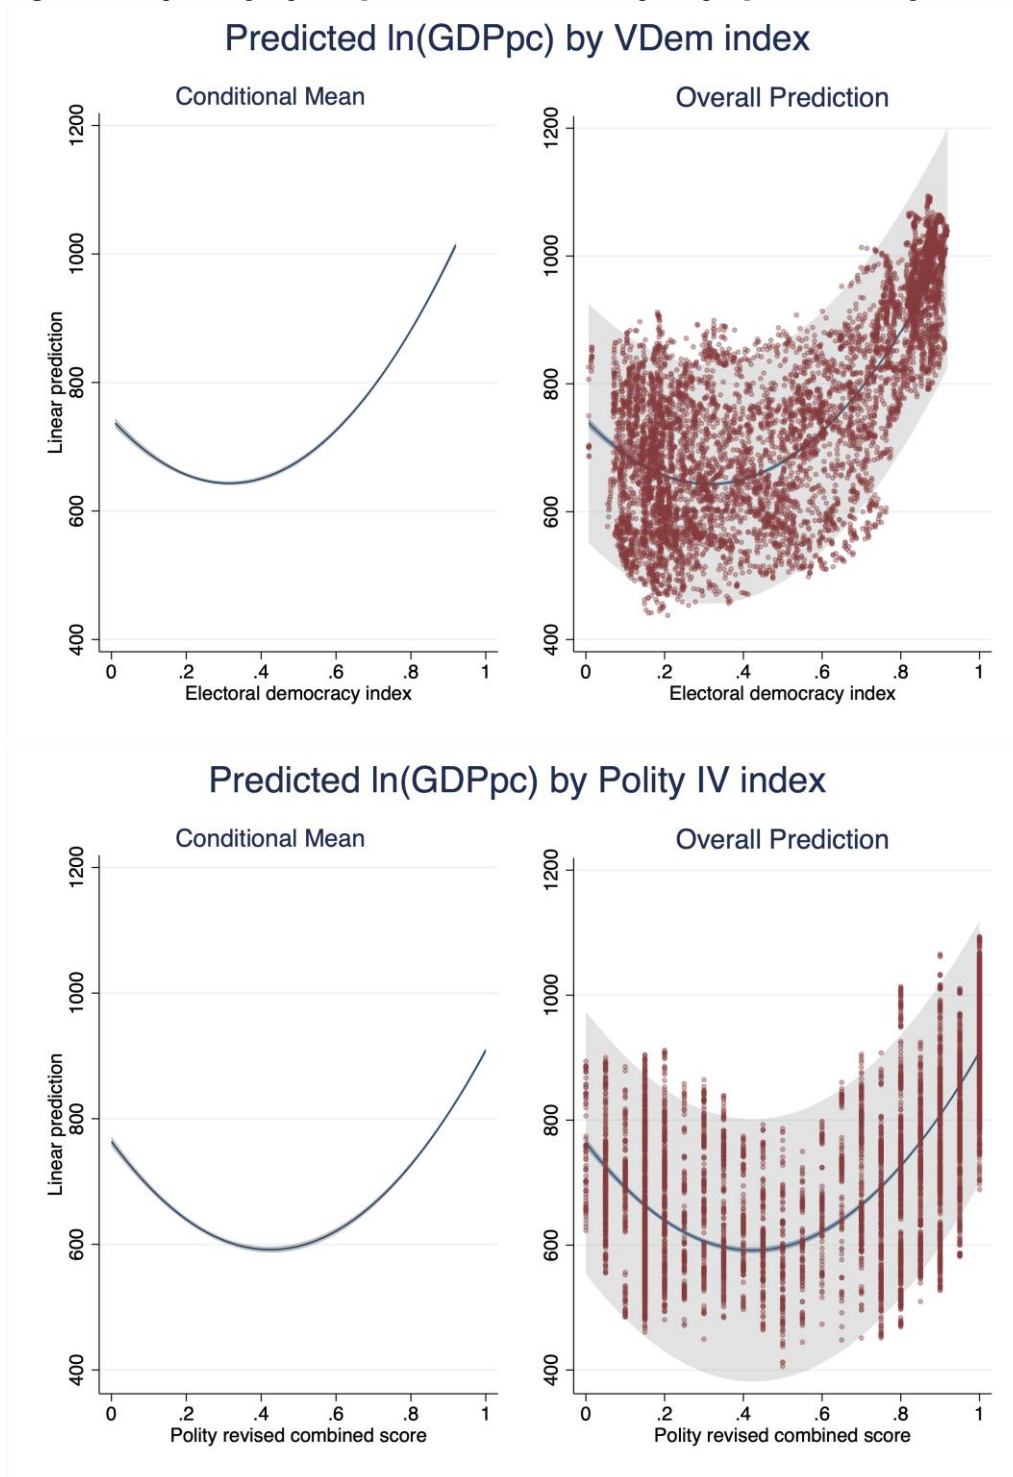 Predicted ln(GDPpc) by VDem index
Conditional Mean
Overall Prediction
Linear prediction
1200
1000
800
600
400
0 .2 .4 .6 .8 1
Electoral democracy index
1200
1000
800
600
400
0 .2 .4 .6 .8 1
Electoral democracy index
Predicted ln(GDPpc) by Polity IV index
Conditional Mean
Overall Prediction
Linear prediction
1200
1000
800
600
400
0 .2 .4 .6 .8 1
Polity revised combined score
1200
1000
800
600
400
0 .2 .4 .6 .8 1
Polity revised combined score